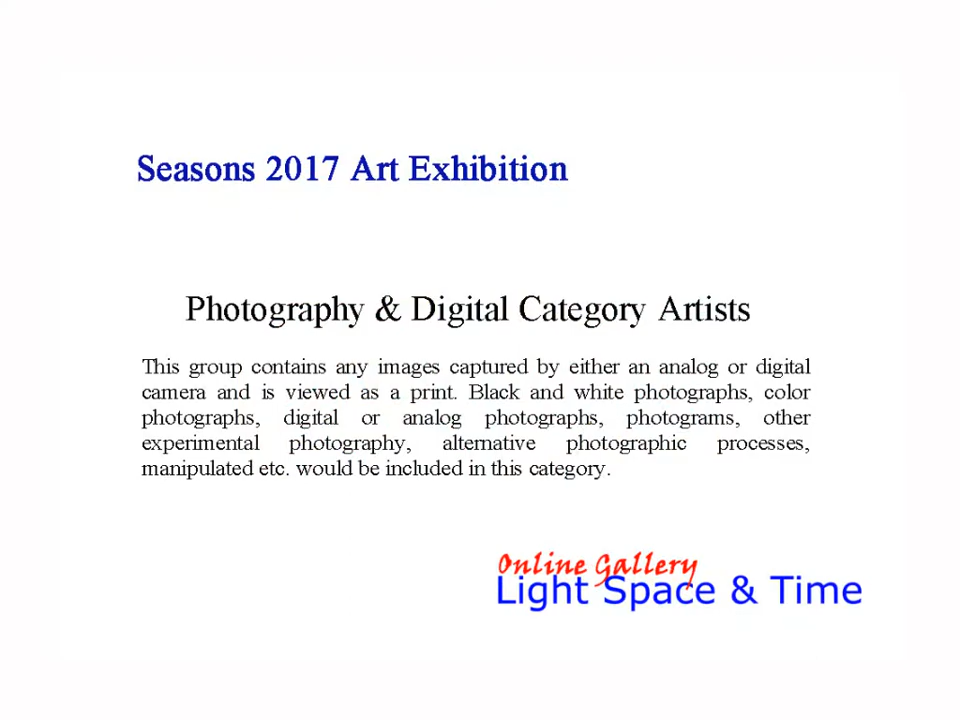 Seasons 2017 Art Exhibition
Photography & Digital Category Artists
This group contains any images captured by either an analog or digital
camera and is viewed as a print. Black and white photographs, color
photographs, digital or analog photographs, photograms, other
experimental photography, alternative photographic processes,
manipulated etc. would be included in this category.
Online Gallery
Light Space & Time